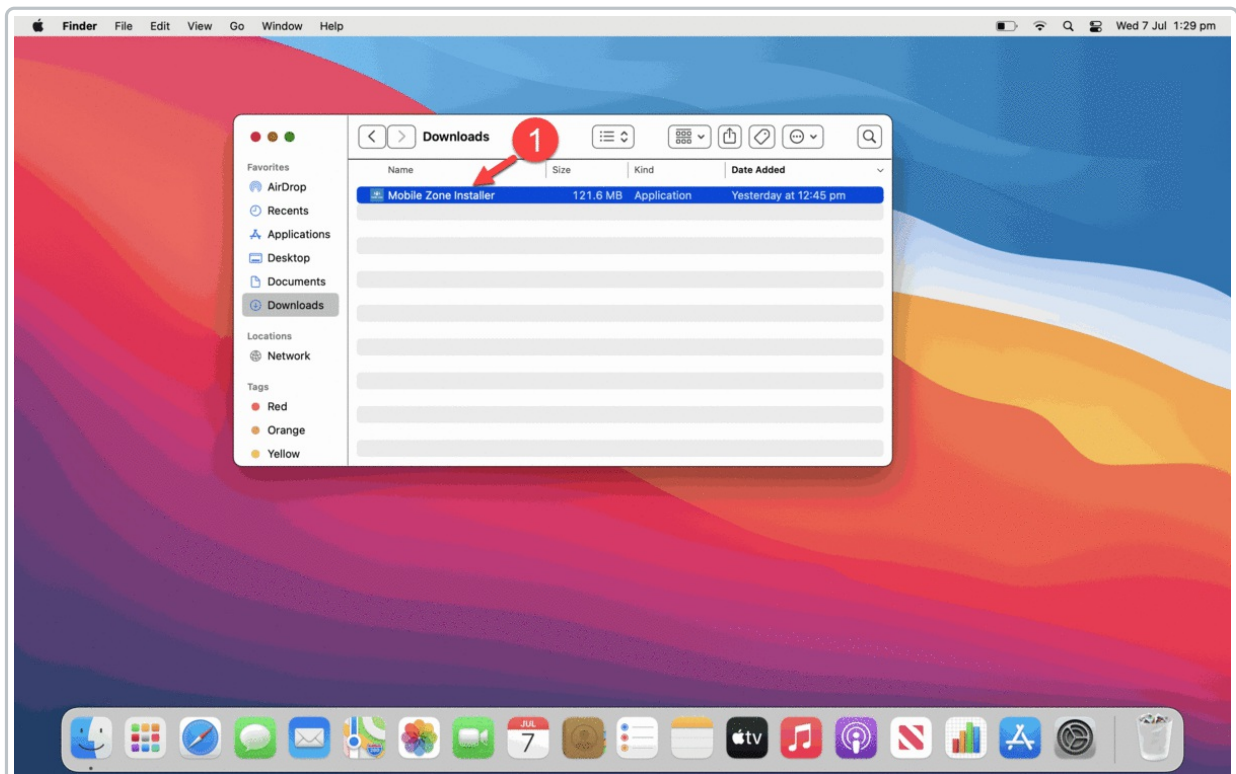 Finder File Edit View Go Window Help Wed 7 Jul 1:29 pm
Downloads
1
Favorites
Name Size Kind Date Added
AirDrop
Mobile Zone Installer 121.6 MB Application Yesterday at 12:45 pm
Recents
Applications
Desktop
Documents
Downloads
Locations
Network
Tags
Red
Orange
Yellow
JUL
7
tv